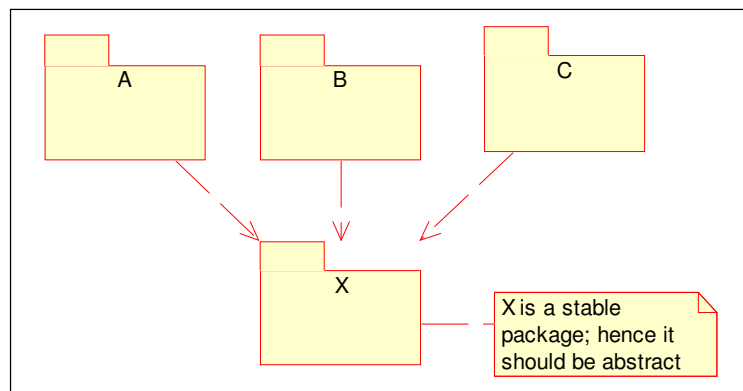 A
B
C
X
X is a stable
package; hence it
should be abstract